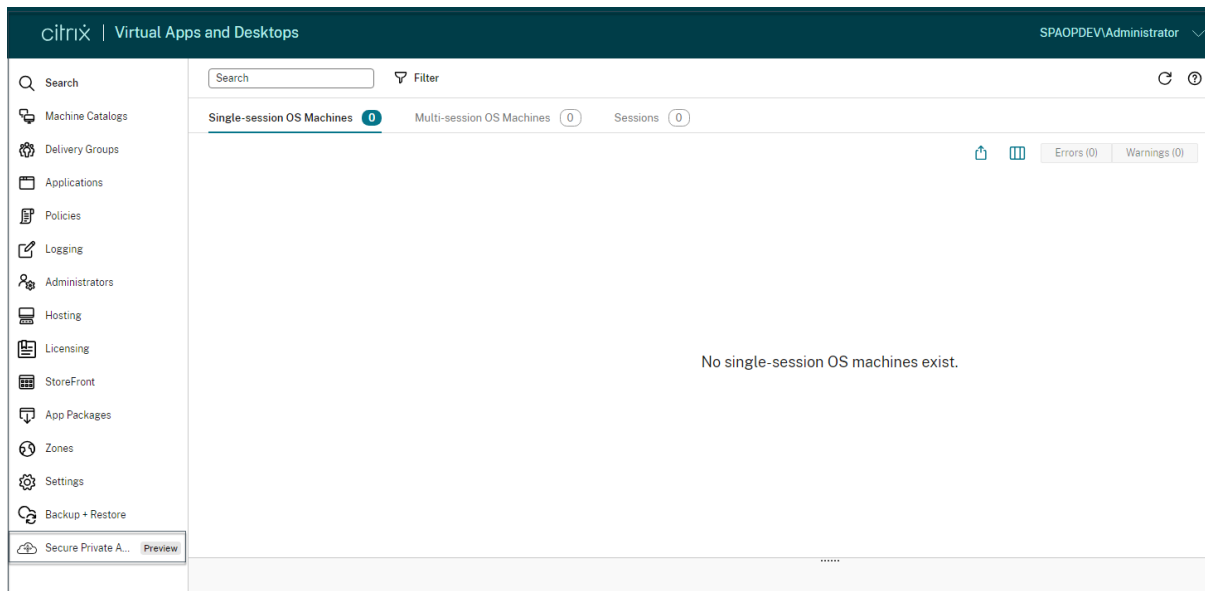 citrix | Virtual Apps and Desktops
SPAOPDEV\Administrator
Search
Machine Catalogs
Delivery Groups
Applications
Policies
Logging
Administrators
Hosting
Licensing
StoreFront
App Packages
Zones
Settings
Backup + Restore
Secure Private A... Preview
Search
Filter
Single-session OS Machines 0
Multi-session OS Machines 0
Sessions 0
Errors (0)
Warnings (0)
No single-session OS machines exist.